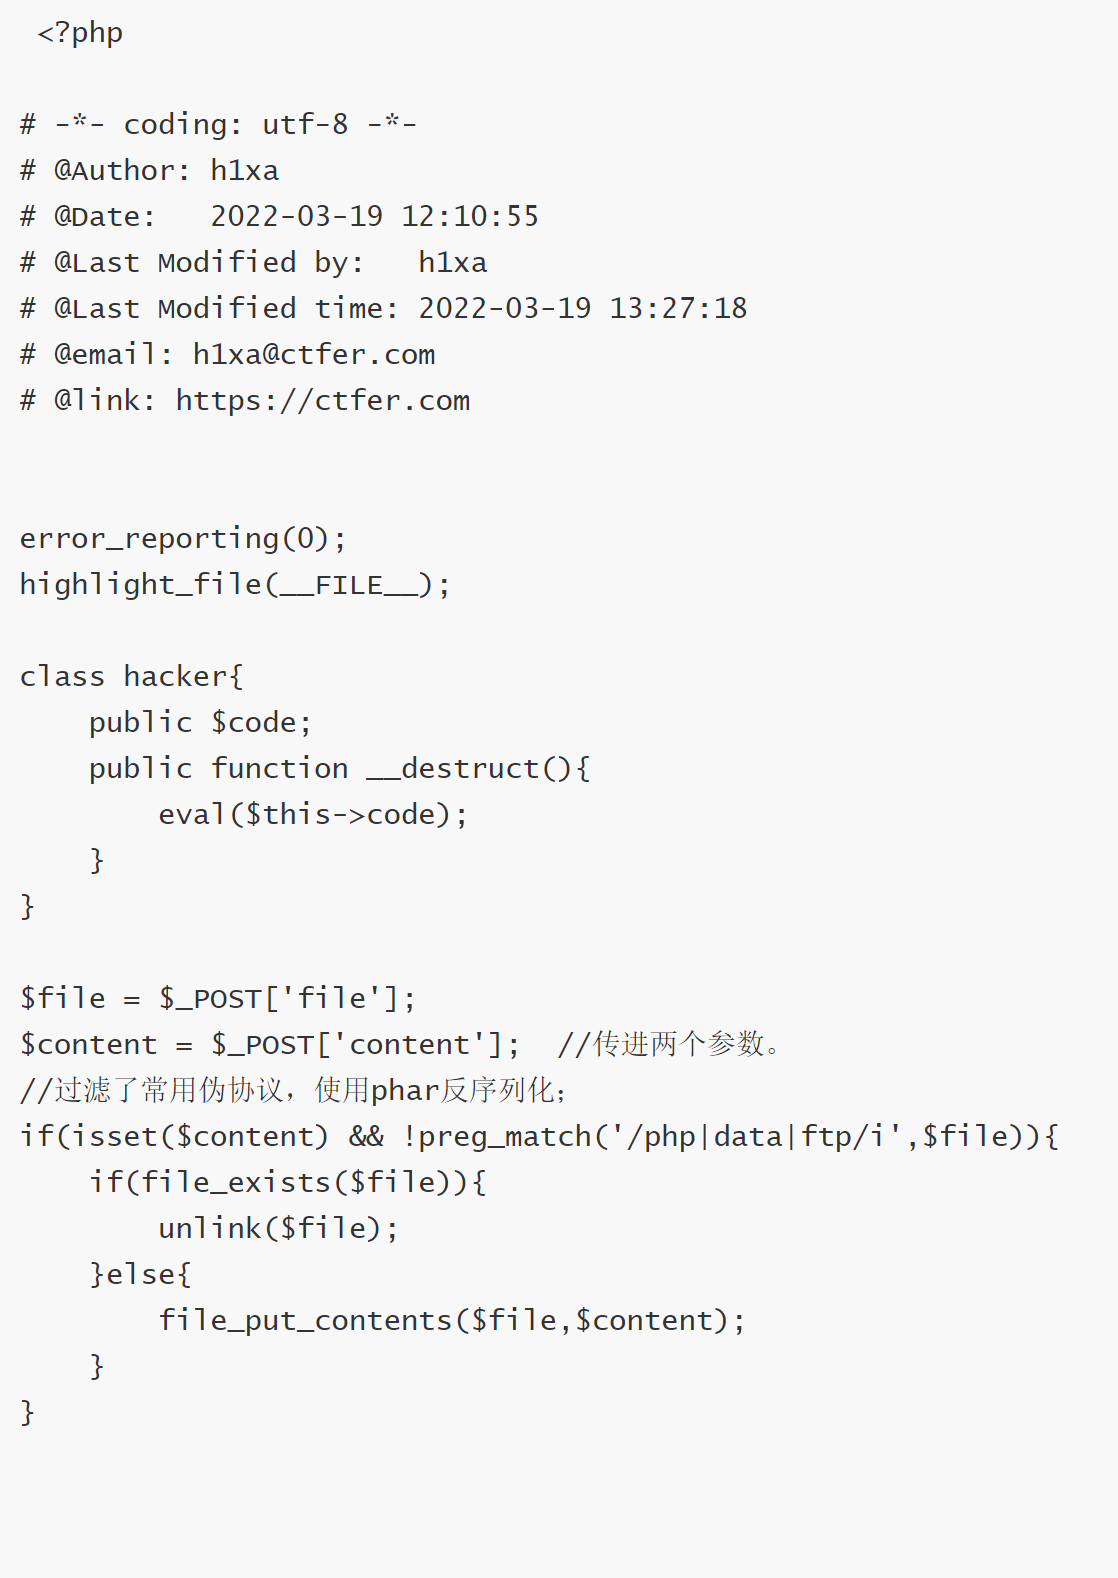 <?php
# -*- coding: utf-8 -*-
# @Author: h1xa
# @Date:   2022-03-19 12:10:55
# @Last Modified by:   h1xa
# @Last Modified time: 2022-03-19 13:27:18
# @email: h1xa@ctfer.com
# @link: https://ctfer.com
error_reporting(0);
highlight_file(__FILE__);
class hacker{
    public $code;
    public function __destruct(){
        eval($this->code);
    }
}
$file = $_POST['file'];
$content = $_POST['content'];  //传进两个参数。
//过滤了常用伪协议，使用phar反序列化；
if(isset($content) && !preg_match('/php|data|ftp/i',$file)){
    if(file_exists($file)){
        unlink($file);
    }else{
        file_put_contents($file,$content);
    }
}